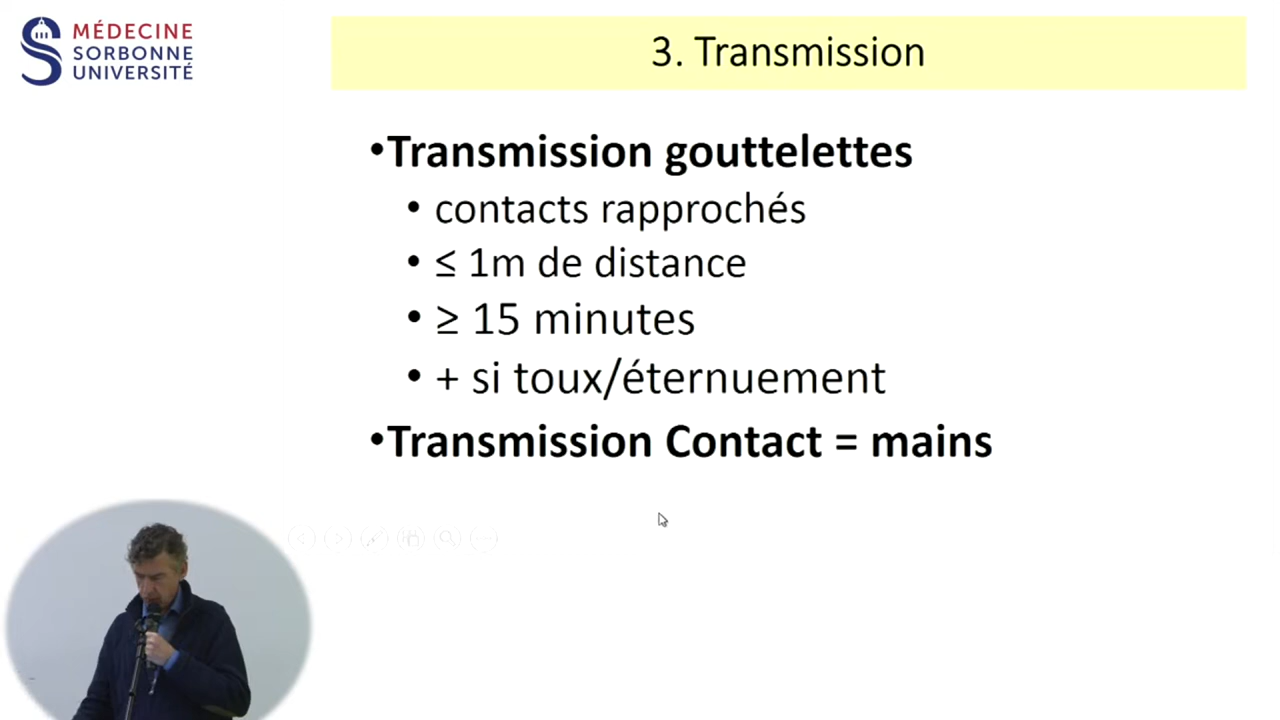 MÉDECINE
SORBONNE
UNIVERSITÉ
3. Transmission
•Transmission gouttelettes
• contacts rapprochés
• ≤ 1m de distance
• ≥ 15 minutes
• + si toux/éternuement
•Transmission Contact = mains